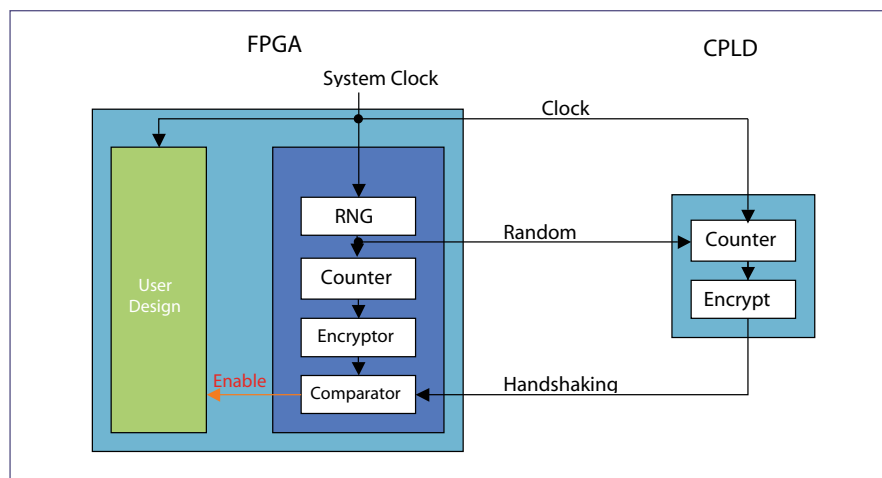 FPGA
CPLD
System Clock
Clock
RNG
Random
Counter
Counter
User
Design
Encryptor
Encrypt
Enable
Comparator
Handshaking